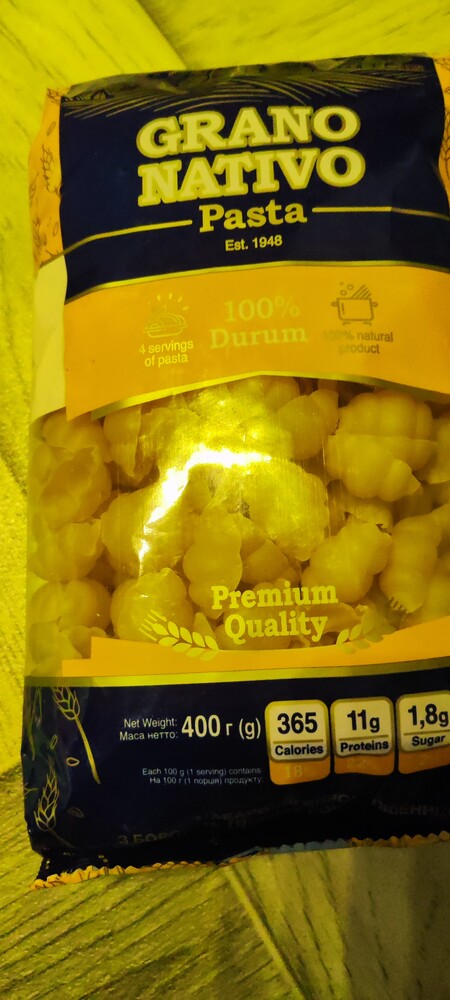 GRANO
NATIVO
Pasta
Est. 1948
4 servings
of pasta
100%
Durum
100% natural
product
Premium
Quality
Net Weight:
Маса нетто:
400 г (g)
365
Calories
11g
Proteins
1,8g
Sugar
Each 100 g (1 serving) contains:
На 100 г (1 порція) продукту: